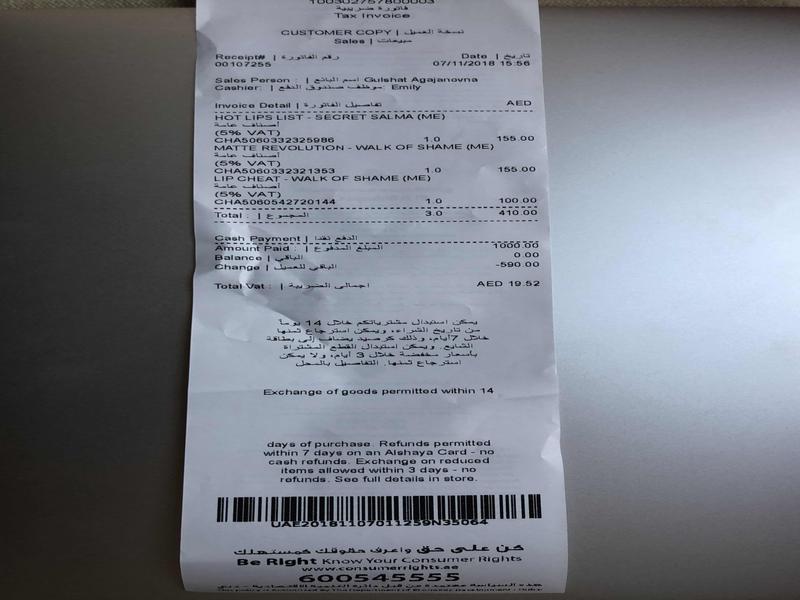 100302757800003
فاتورة ضريبية
Tax Invoice
CUSTOMER COPY | نسخة العميل
Sales | مبيعات
Receipt# | رقم الفاتورة Date | تاريخ
00107255 07/11/2018 15:56
Sales Person : | اسم البائع Gulshat Agajanovna
Cashier: | موظف صندوق الدفع: Emily
Invoice Detail | تفاصيل الفاتورة AED
HOT LIPS LIST - SECRET SALMA (ME)
أصناف عامة
(5% VAT)
CHA5060332325986 1.0 155.00
MATTE REVOLUTION - WALK OF SHAME (ME)
أصناف عامة
(5% VAT)
CHA5060332321353 1.0 155.00
LIP CHEAT - WALK OF SHAME (ME)
أصناف عامة
(5% VAT)
CHA5060542720144 1.0 100.00
Total : | المجموع 3.0 410.00
Cash Payment | الدفع نقدا
Amount Paid : | المبلغ المدفوع 1000.00
Balance | الباقي 0.00
Change | الباقي للعميل -590.00
Total Vat : | اجمالى الضريبة AED 19.52
يمكن استبدال مشترياتكم خلال 14 يوماً
من تاريخ الشراء، ويمكن استرجاع ثمنها
خلال 7أيام، وذلك كرصيد يضاف إلى بطاقة
الشايع. ويمكن استبدال القطع المشتراة
بأسعار مخفضة خلال 3 أيام، ولا يمكن
استرجاع ثمنها. التفاصيل بالمحل
Exchange of goods permitted within 14
days of purchase. Refunds permitted
within 7 days on an Alshaya Card - no
cash refunds. Exchange on reduced
items allowed within 3 days - no
refunds. See full details in store.
UAE20181107011259N35064
كن على حق واعرف حقوقك كمستهلك
Be Right Know Your Consumer Rights
www.consumerrights.ae
600545555